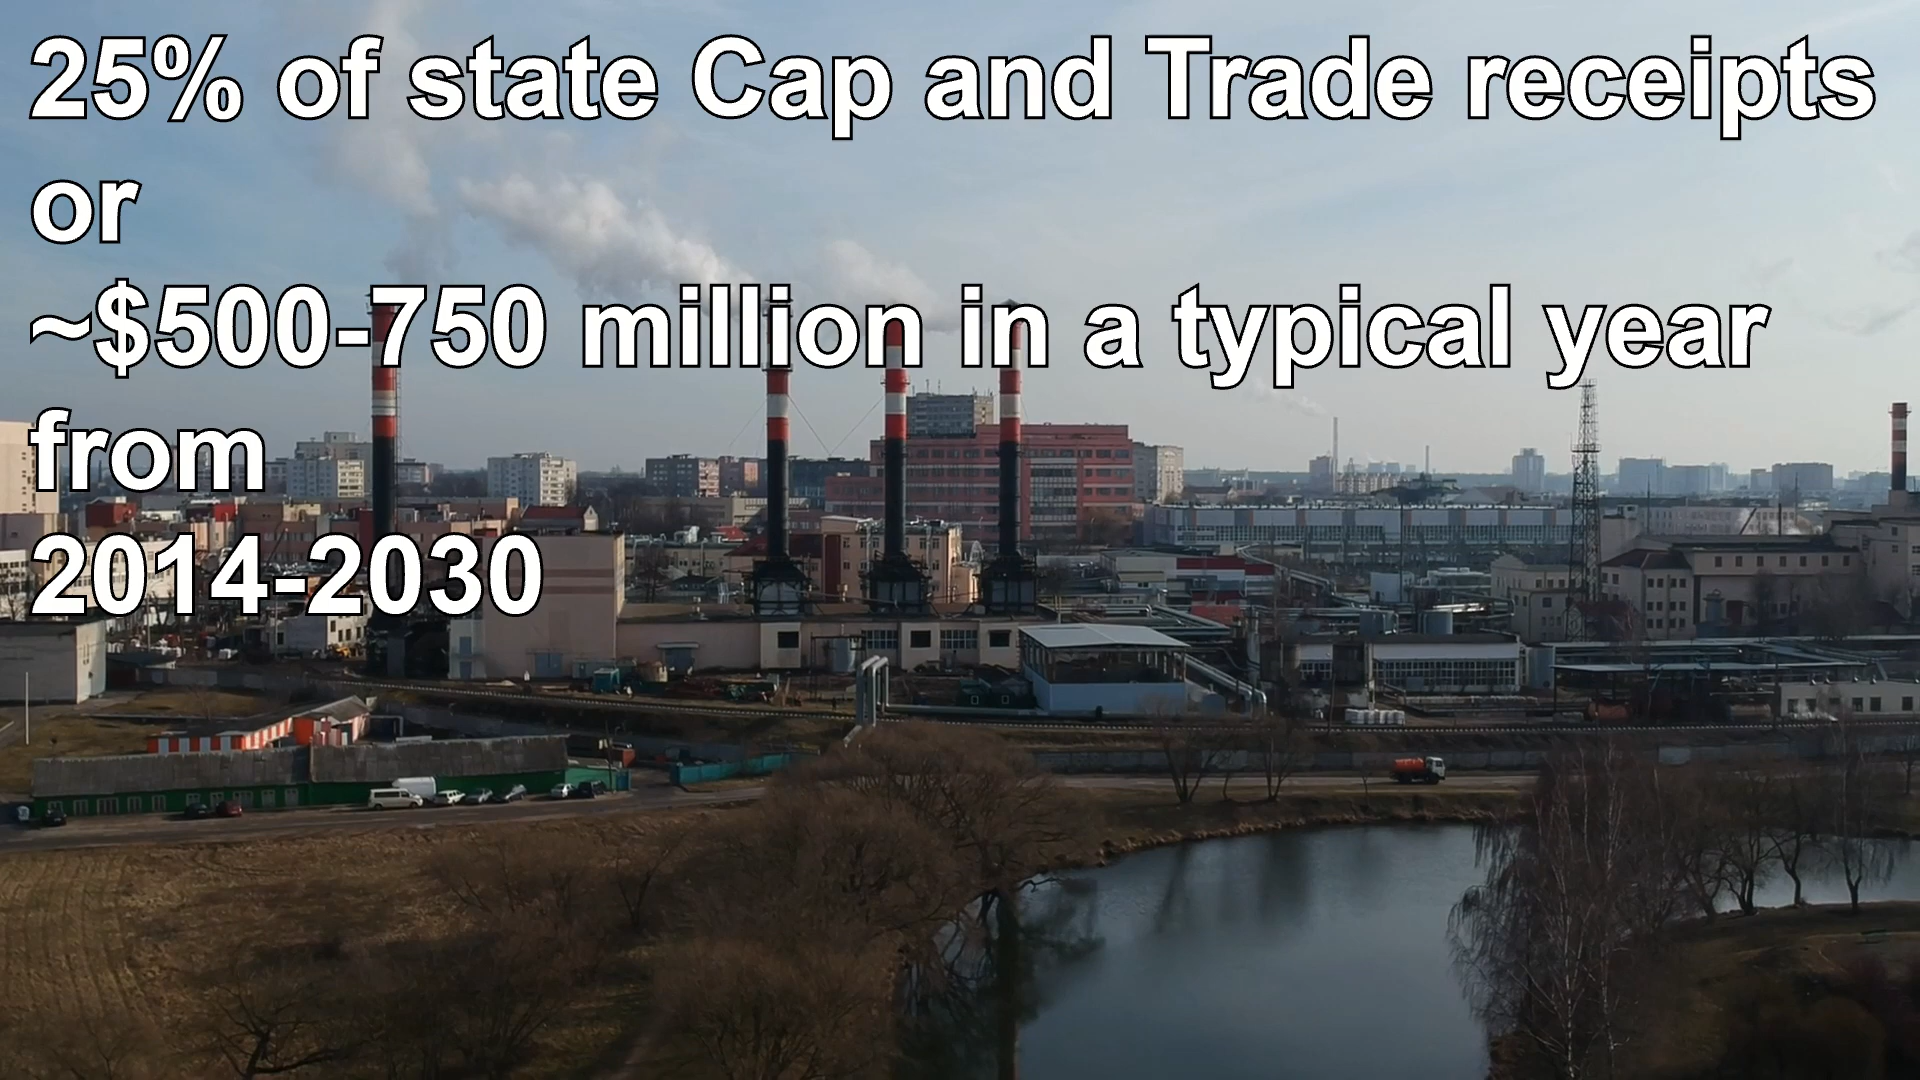 25% of state Cap and Trade receipts
or
~$500-750 million in a typical year
from
2014-2030